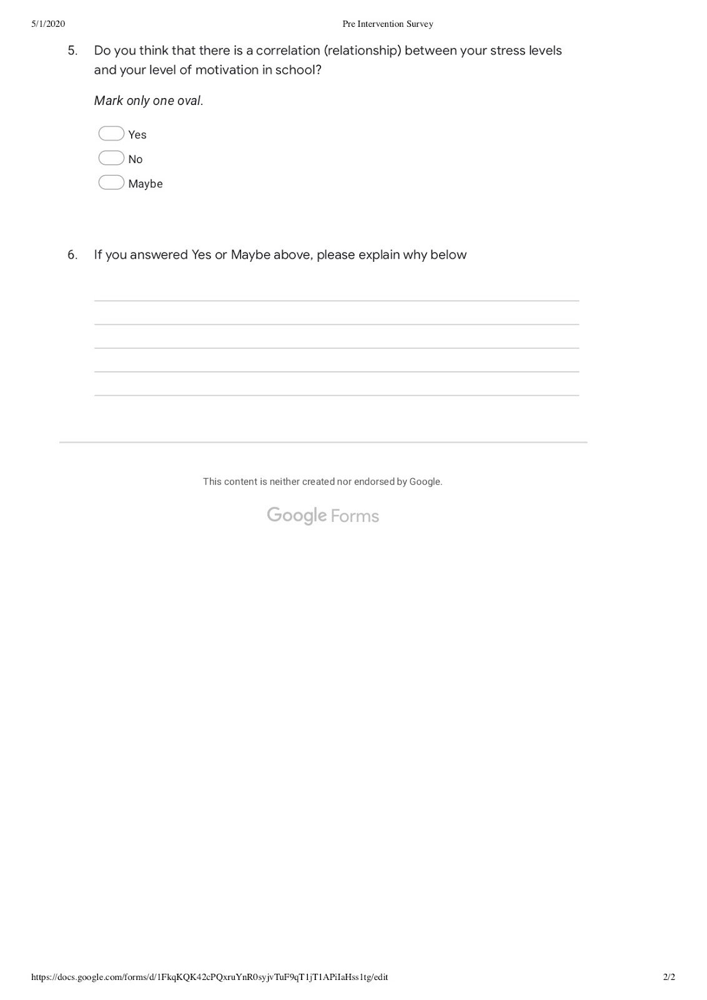 5/1/2020
Pre Intervention Survey
5. Do you think that there is a correlation (relationship) between your stress levels
and your level of motivation in school?
Mark only one oval.
Yes
No
Maybe
6. If you answered Yes or Maybe above, please explain why below
This content is neither created nor endorsed by Google.
Google Forms
https://docs.google.com/forms/d/1FkqKQK42cPQxruYnR0syjvTuF9qT1jT1APiIaHss1tg/edit
2/2